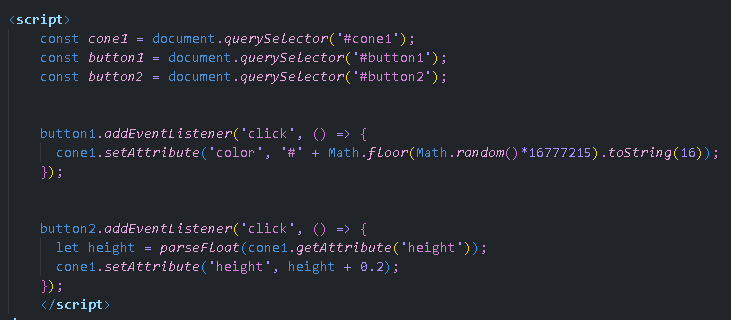 <script>
const cone1 = document.querySelector('#cone1');
const button1 = document.querySelector('#button1');
const button2 = document.querySelector('#button2');
button1.addEventListener('click', () => {
cone1.setAttribute('color', '#' + Math.floor(Math.random()*16777215).toString(16));
});
button2.addEventListener('click', () => {
let height = parseFloat(cone1.getAttribute('height'));
cone1.setAttribute('height', height + 0.2);
});
</script>